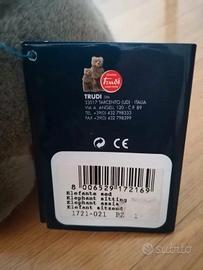 Trudi
TRUDI SPA
33017 TARCENTO (UD) - ITALIA
VIA A. ANGELI, 120 - C.P. 89
TEL. +39(0) 432 798333
FAX +39(0) 432 798399
CE
8 006529 172169
Elefante sed
Elephant sitting
Elephant assis
Elefant sitzend
1721-021 PZ 1
Subito